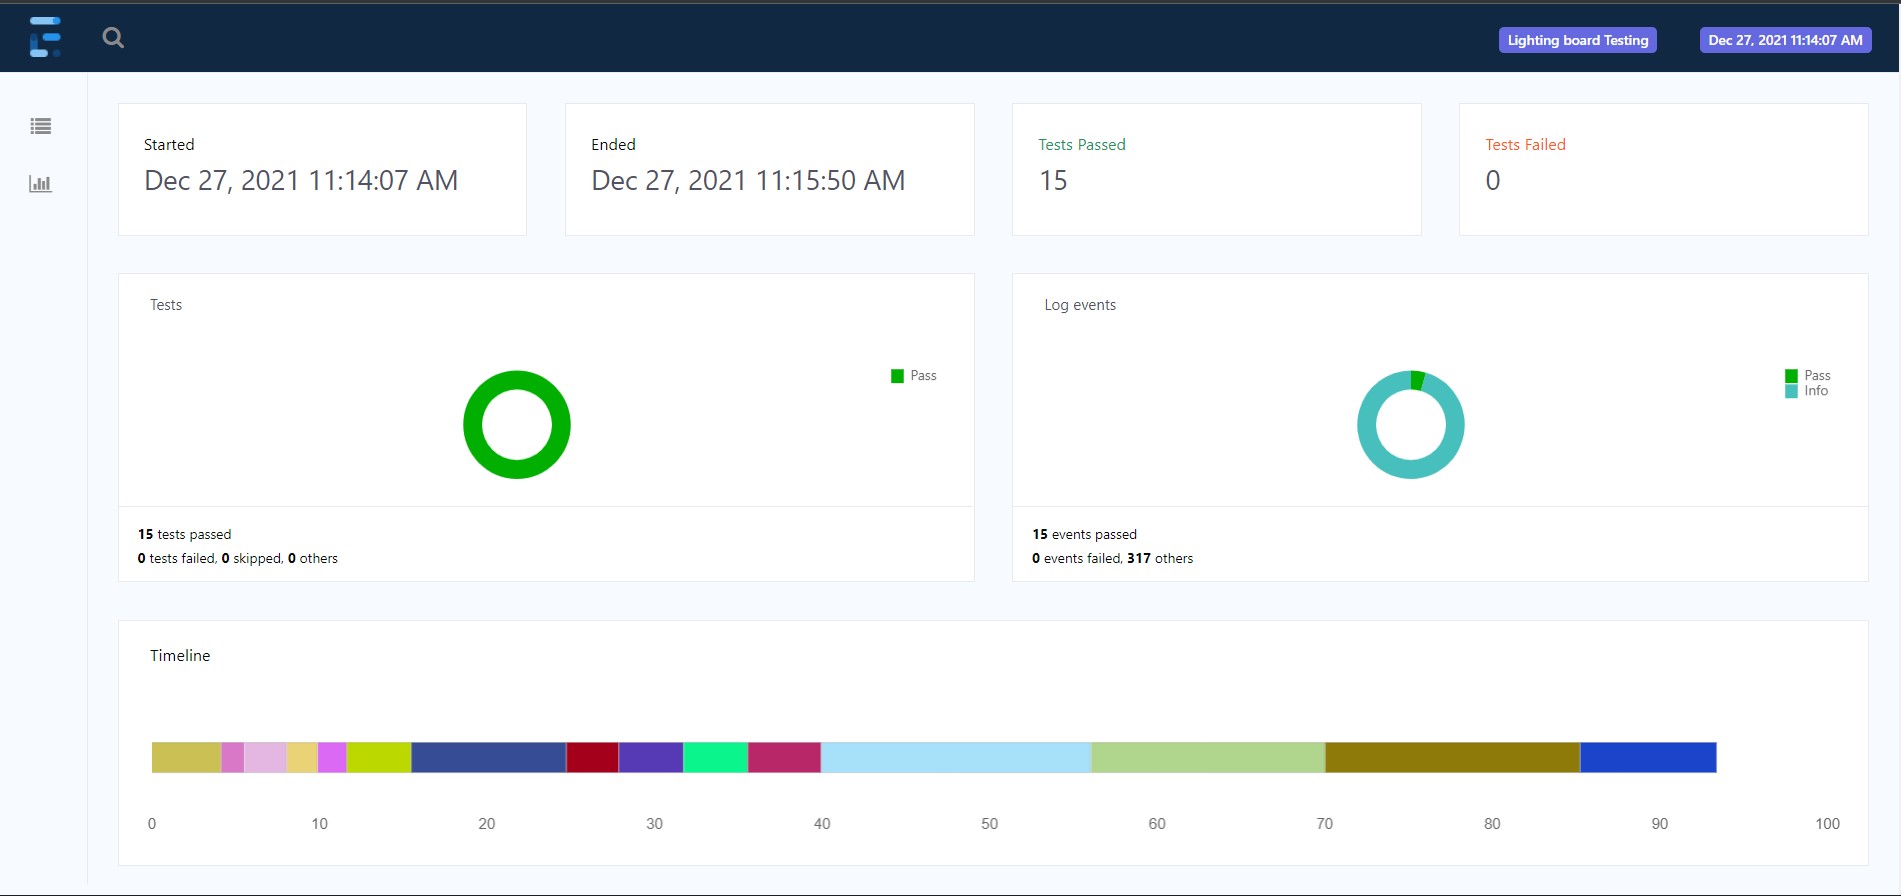 Lighting board Testing
Dec 27, 2021 11:14:07 AM
Started
Dec 27, 2021 11:14:07 AM
Ended
Dec 27, 2021 11:15:50 AM
Tests Passed
15
Tests Failed
0
Tests
Pass
15 tests passed
0 tests failed, 0 skipped, 0 others
Log events
Pass
Info
15 events passed
0 events failed, 317 others
Timeline
0 10 20 30 40 50 60 70 80 90 100